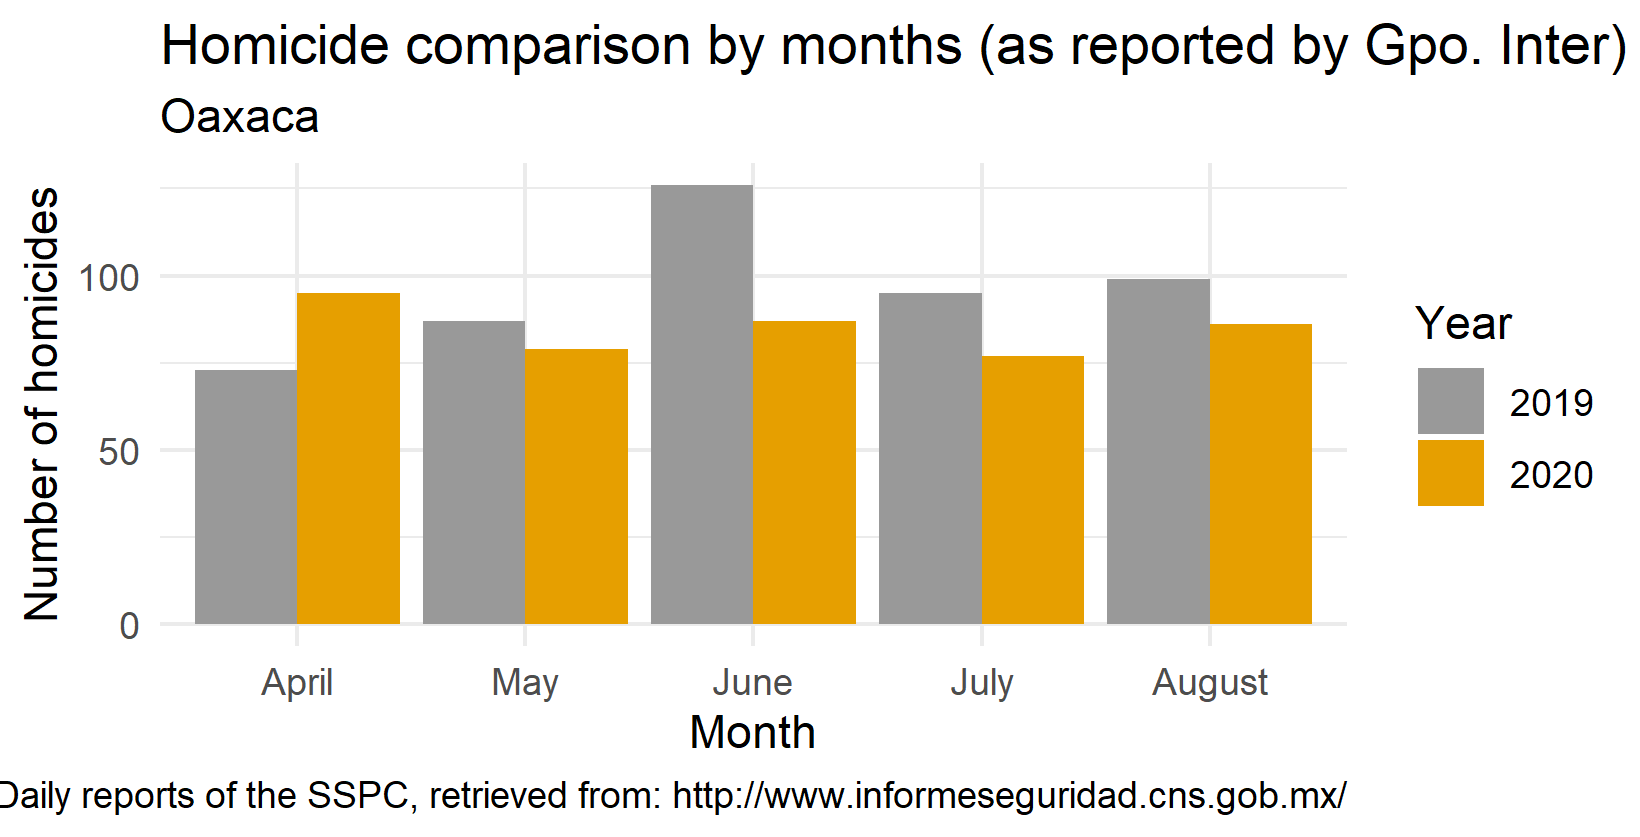 Homicide comparison by months (as reported by Gpo. Inter)
Oaxaca
Number of homicides
100
50
0
April May June July August
Month
Year
2019
2020
Daily reports of the SSPC, retrieved from: http://www.informeseguridad.cns.gob.mx/